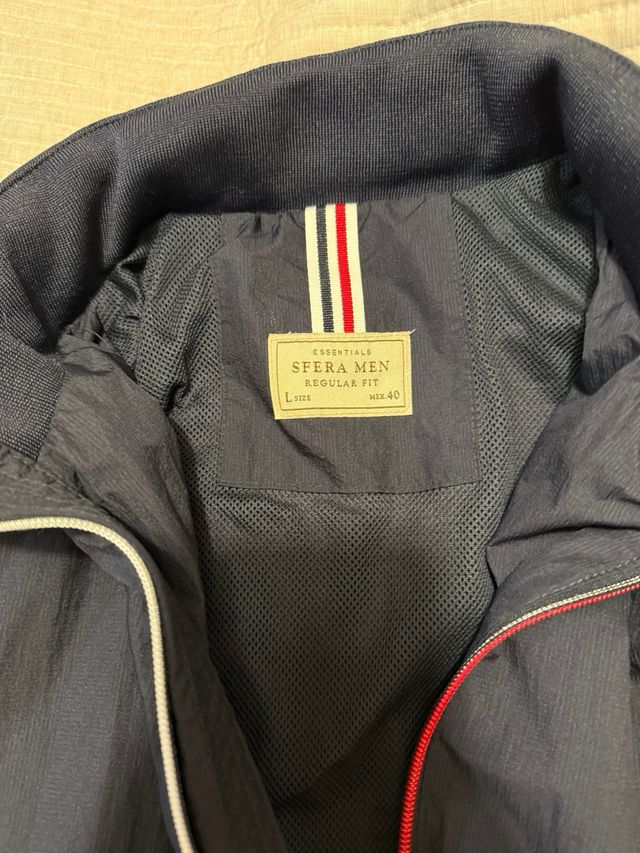 ESSENTIALS
SFERA MEN
REGULAR FIT
L SIZE MEX.40